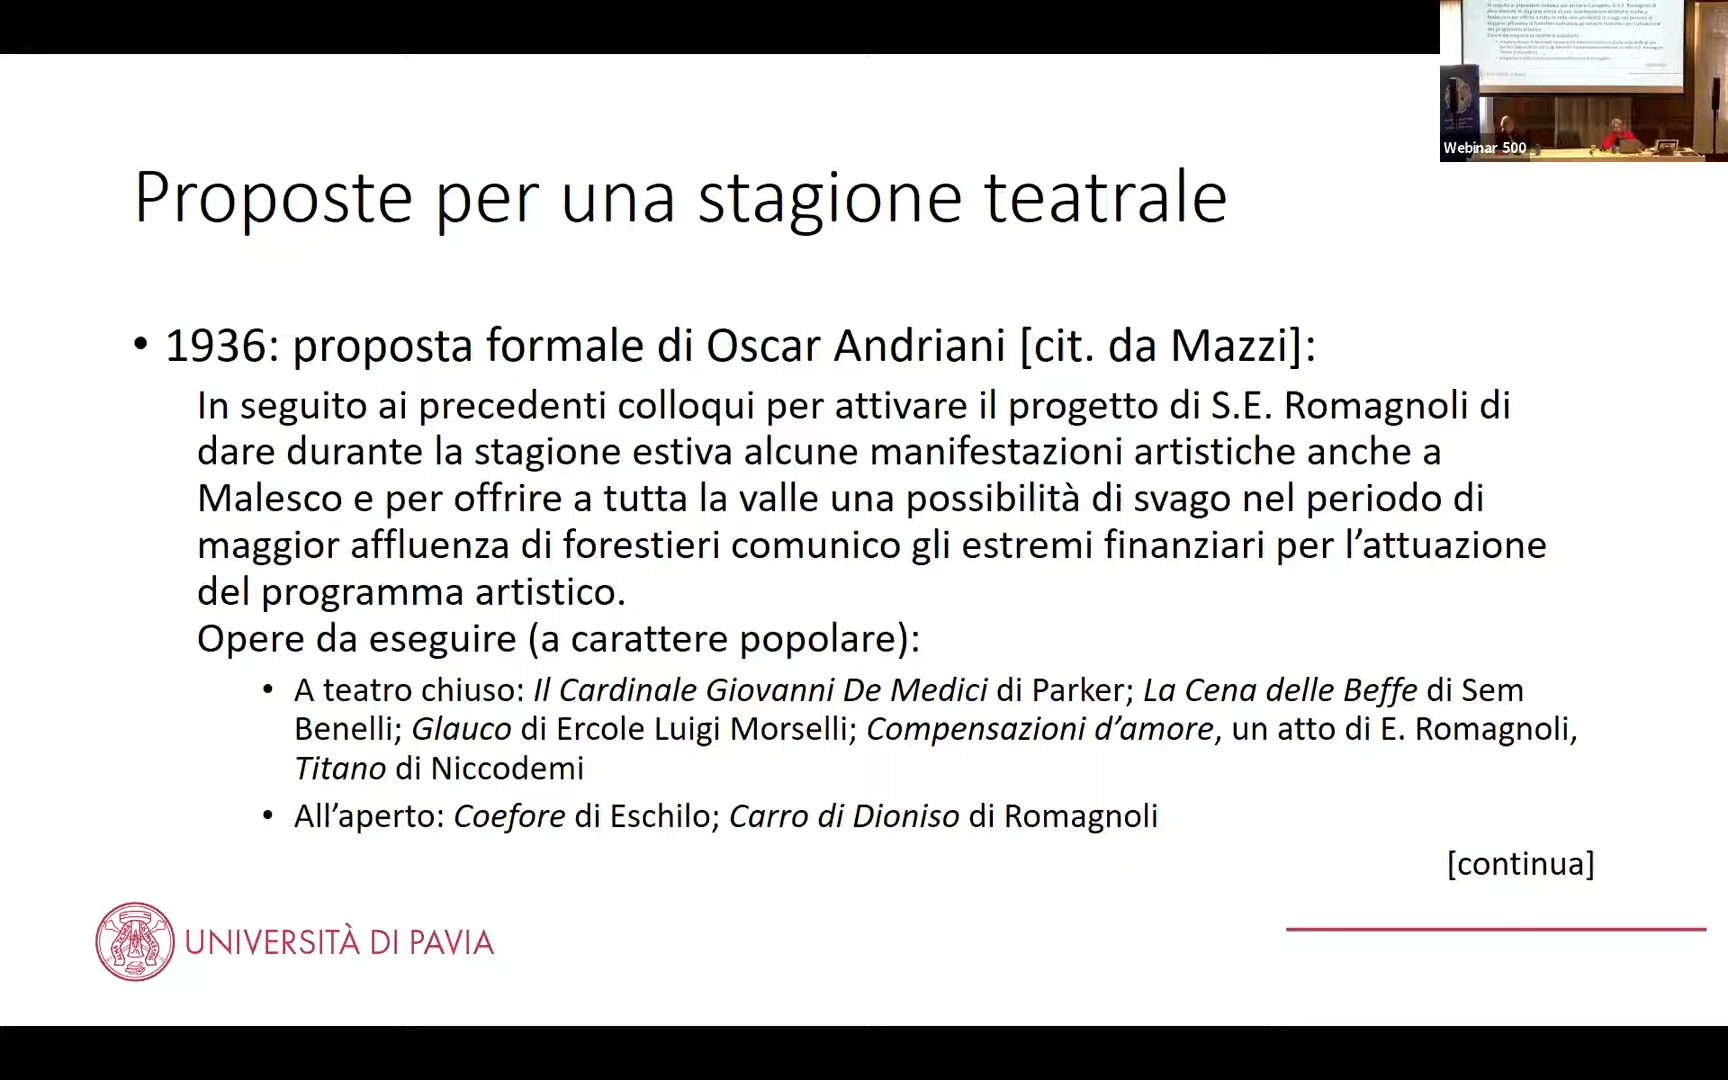 Webinar 500
Proposte per una stagione teatrale
• 1936: proposta formale di Oscar Andriani [cit. da Mazzi]:
In seguito ai precedenti colloqui per attivare il progetto di S.E. Romagnoli di
dare durante la stagione estiva alcune manifestazioni artistiche anche a
Malesco e per offrire a tutta la valle una possibilità di svago nel periodo di
maggior affluenza di forestieri comunico gli estremi finanziari per l’attuazione
del programma artistico.
Opere da eseguire (a carattere popolare):
• A teatro chiuso: Il Cardinale Giovanni De Medici di Parker; La Cena delle Beffe di Sem
Benelli; Glauco di Ercole Luigi Morselli; Compensazioni d’amore, un atto di E. Romagnoli,
Titano di Niccodemi
• All’aperto: Coefore di Eschilo; Carro di Dioniso di Romagnoli
[continua]
UNIVERSITÀ DI PAVIA